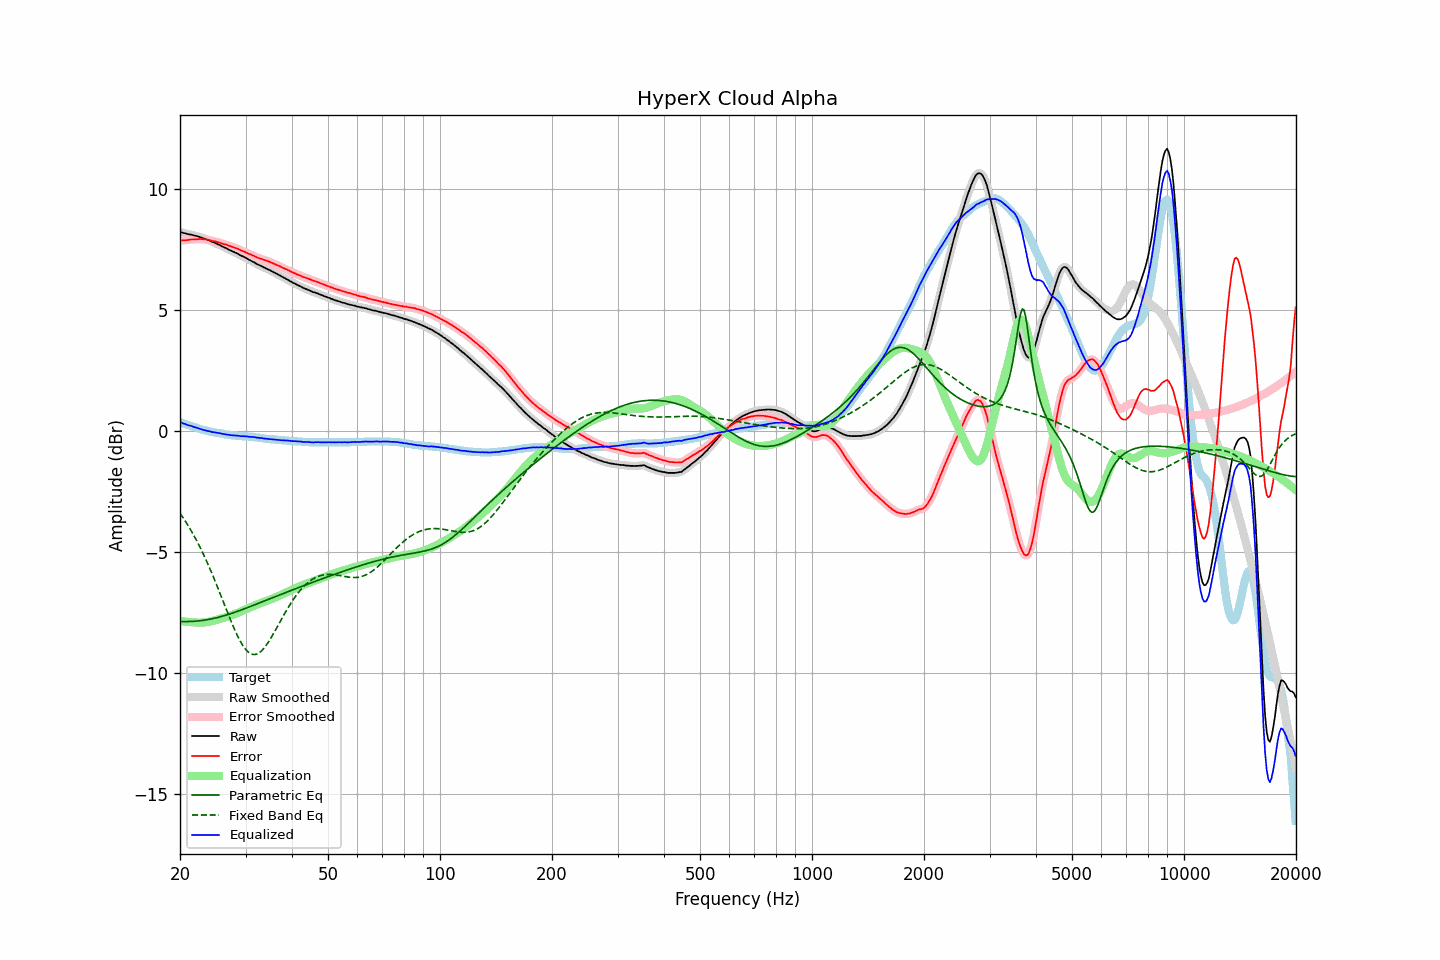 HyperX Cloud Alpha
Amplitude (dBr)
10
5
0
−5
−10
−15
Target
Raw Smoothed
Error Smoothed
Raw
Error
Equalization
Parametric Eq
Fixed Band Eq
Equalized
20 50 100 200 500 1000 2000 5000 10000 20000
Frequency (Hz)